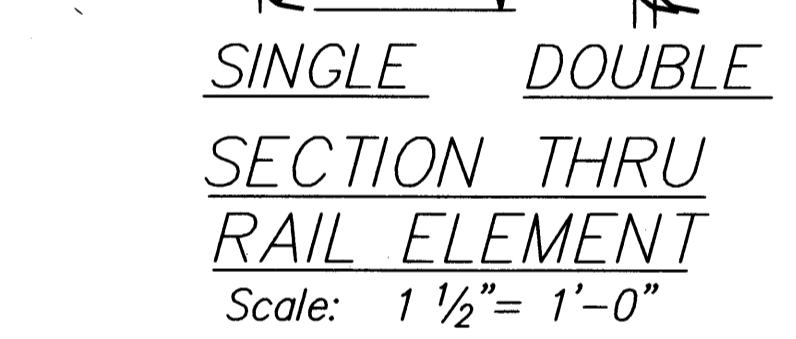 SINGLE DOUBLE
SECTION THRU
RAIL ELEMENT
Scale: 1 ½"= 1'-0"